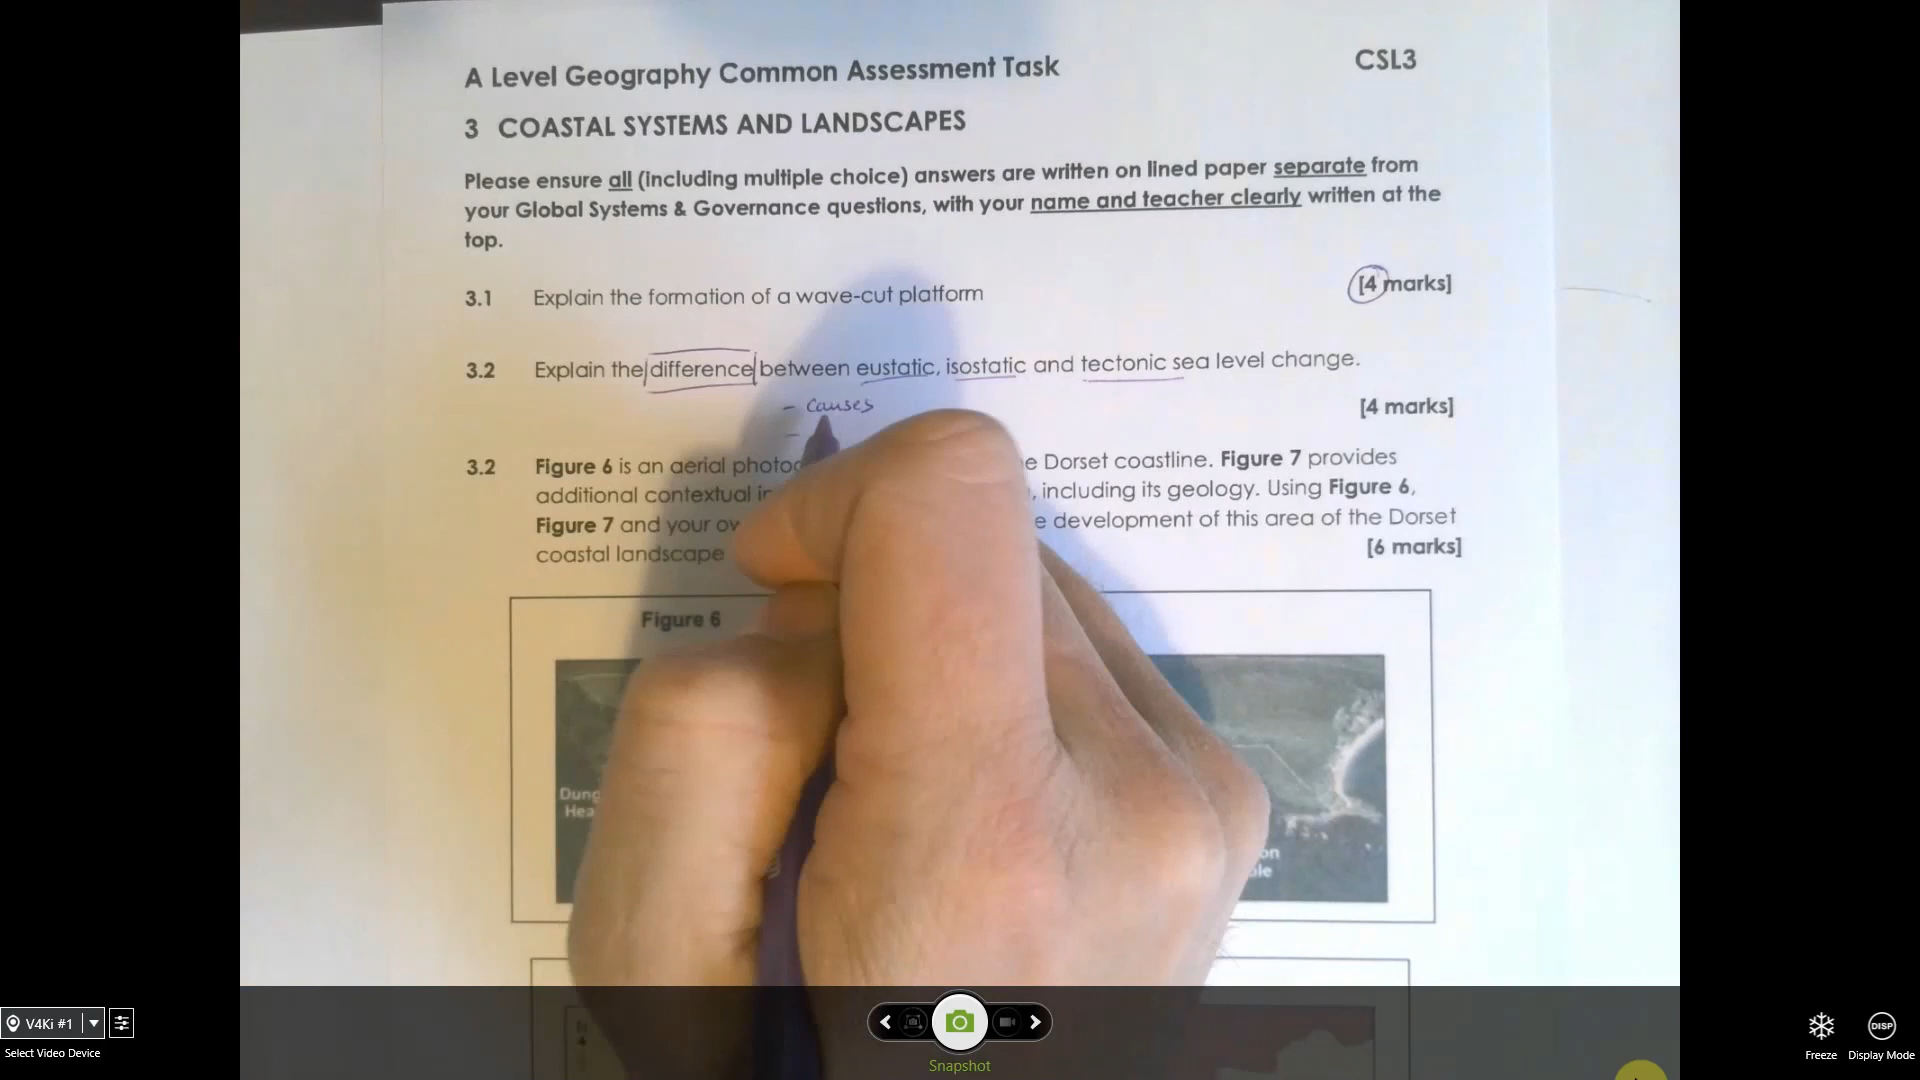 A Level Geography Common Assessment Task CSL3
3 COASTAL SYSTEMS AND LANDSCAPES
Please ensure all (including multiple choice) answers are written on lined paper separate from
your Global Systems & Governance questions, with your name and teacher clearly written at the
top.
3.1 Explain the formation of a wave-cut platform [4 marks]
3.2 Explain the difference between eustatic, isostatic and tectonic sea level change.
- causes
-
[4 marks]
3.2 Figure 6 is an aerial Dorset coastline. Figure 7 provides
additional contextual , including its geology. Using Figure 6,
Figure 7 and your development of this area of the Dorset
coastal landscape [6 marks]
Figure 6
V4Ki #1
Select Video Device
Snapshot
Freeze
DISP
Display Mode